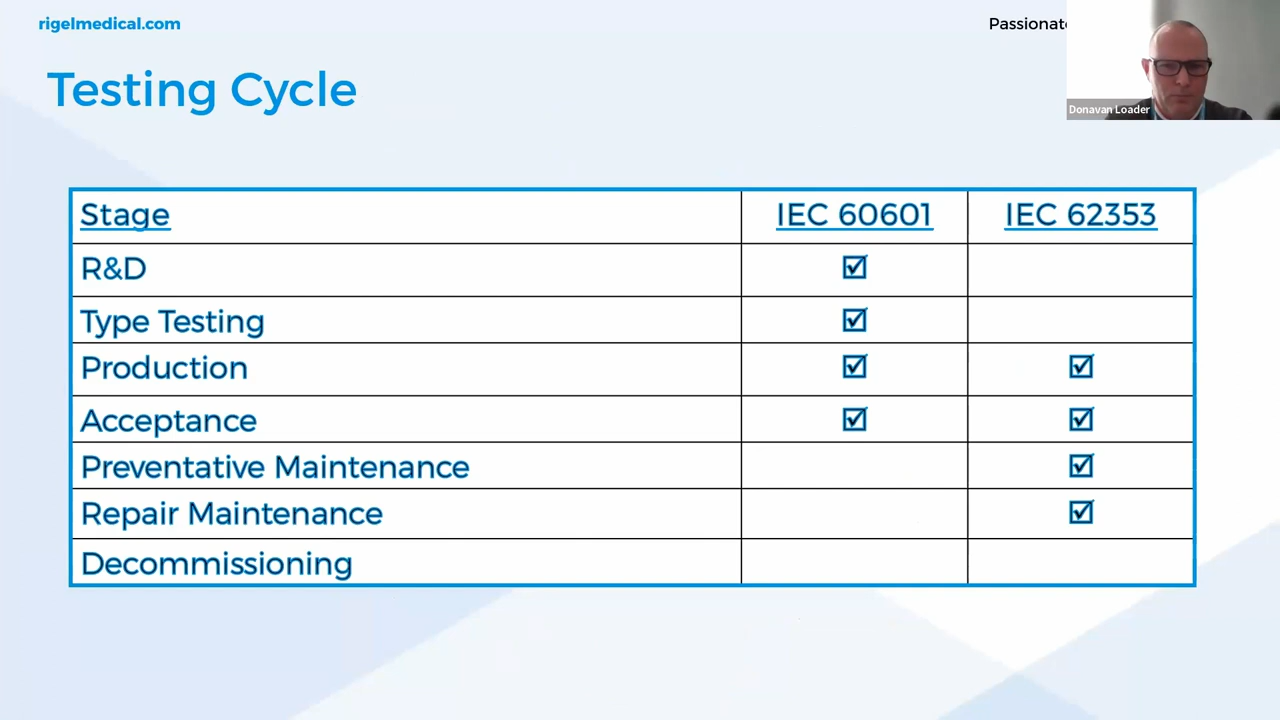 rigelmedical.com
Passionate
Donavan Loader
Testing Cycle
Stage IEC 60601 IEC 62353
R&D ☑
Type Testing ☑
Production ☑ ☑
Acceptance ☑ ☑
Preventative Maintenance ☑
Repair Maintenance ☑
Decommissioning